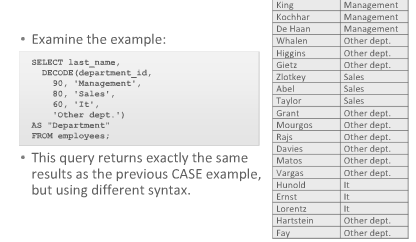 • Examine the example:
SELECT last_name,
DECODE(department_id,
90, 'Management',
80, 'Sales',
60, 'It',
'Other dept.')
AS "Department"
FROM employees;
• This query returns exactly the same
results as the previous CASE example,
but using different syntax.
King Management
Kochhar Management
De Haan Management
Whalen Other dept.
Higgins Other dept.
Gietz Other dept.
Zlotkey Sales
Abel Sales
Taylor Sales
Grant Other dept.
Mourgos Other dept.
Rajs Other dept.
Davies Other dept.
Matos Other dept.
Vargas Other dept.
Hunold It
Ernst It
Lorentz It
Hartstein Other dept.
Fay Other dept.